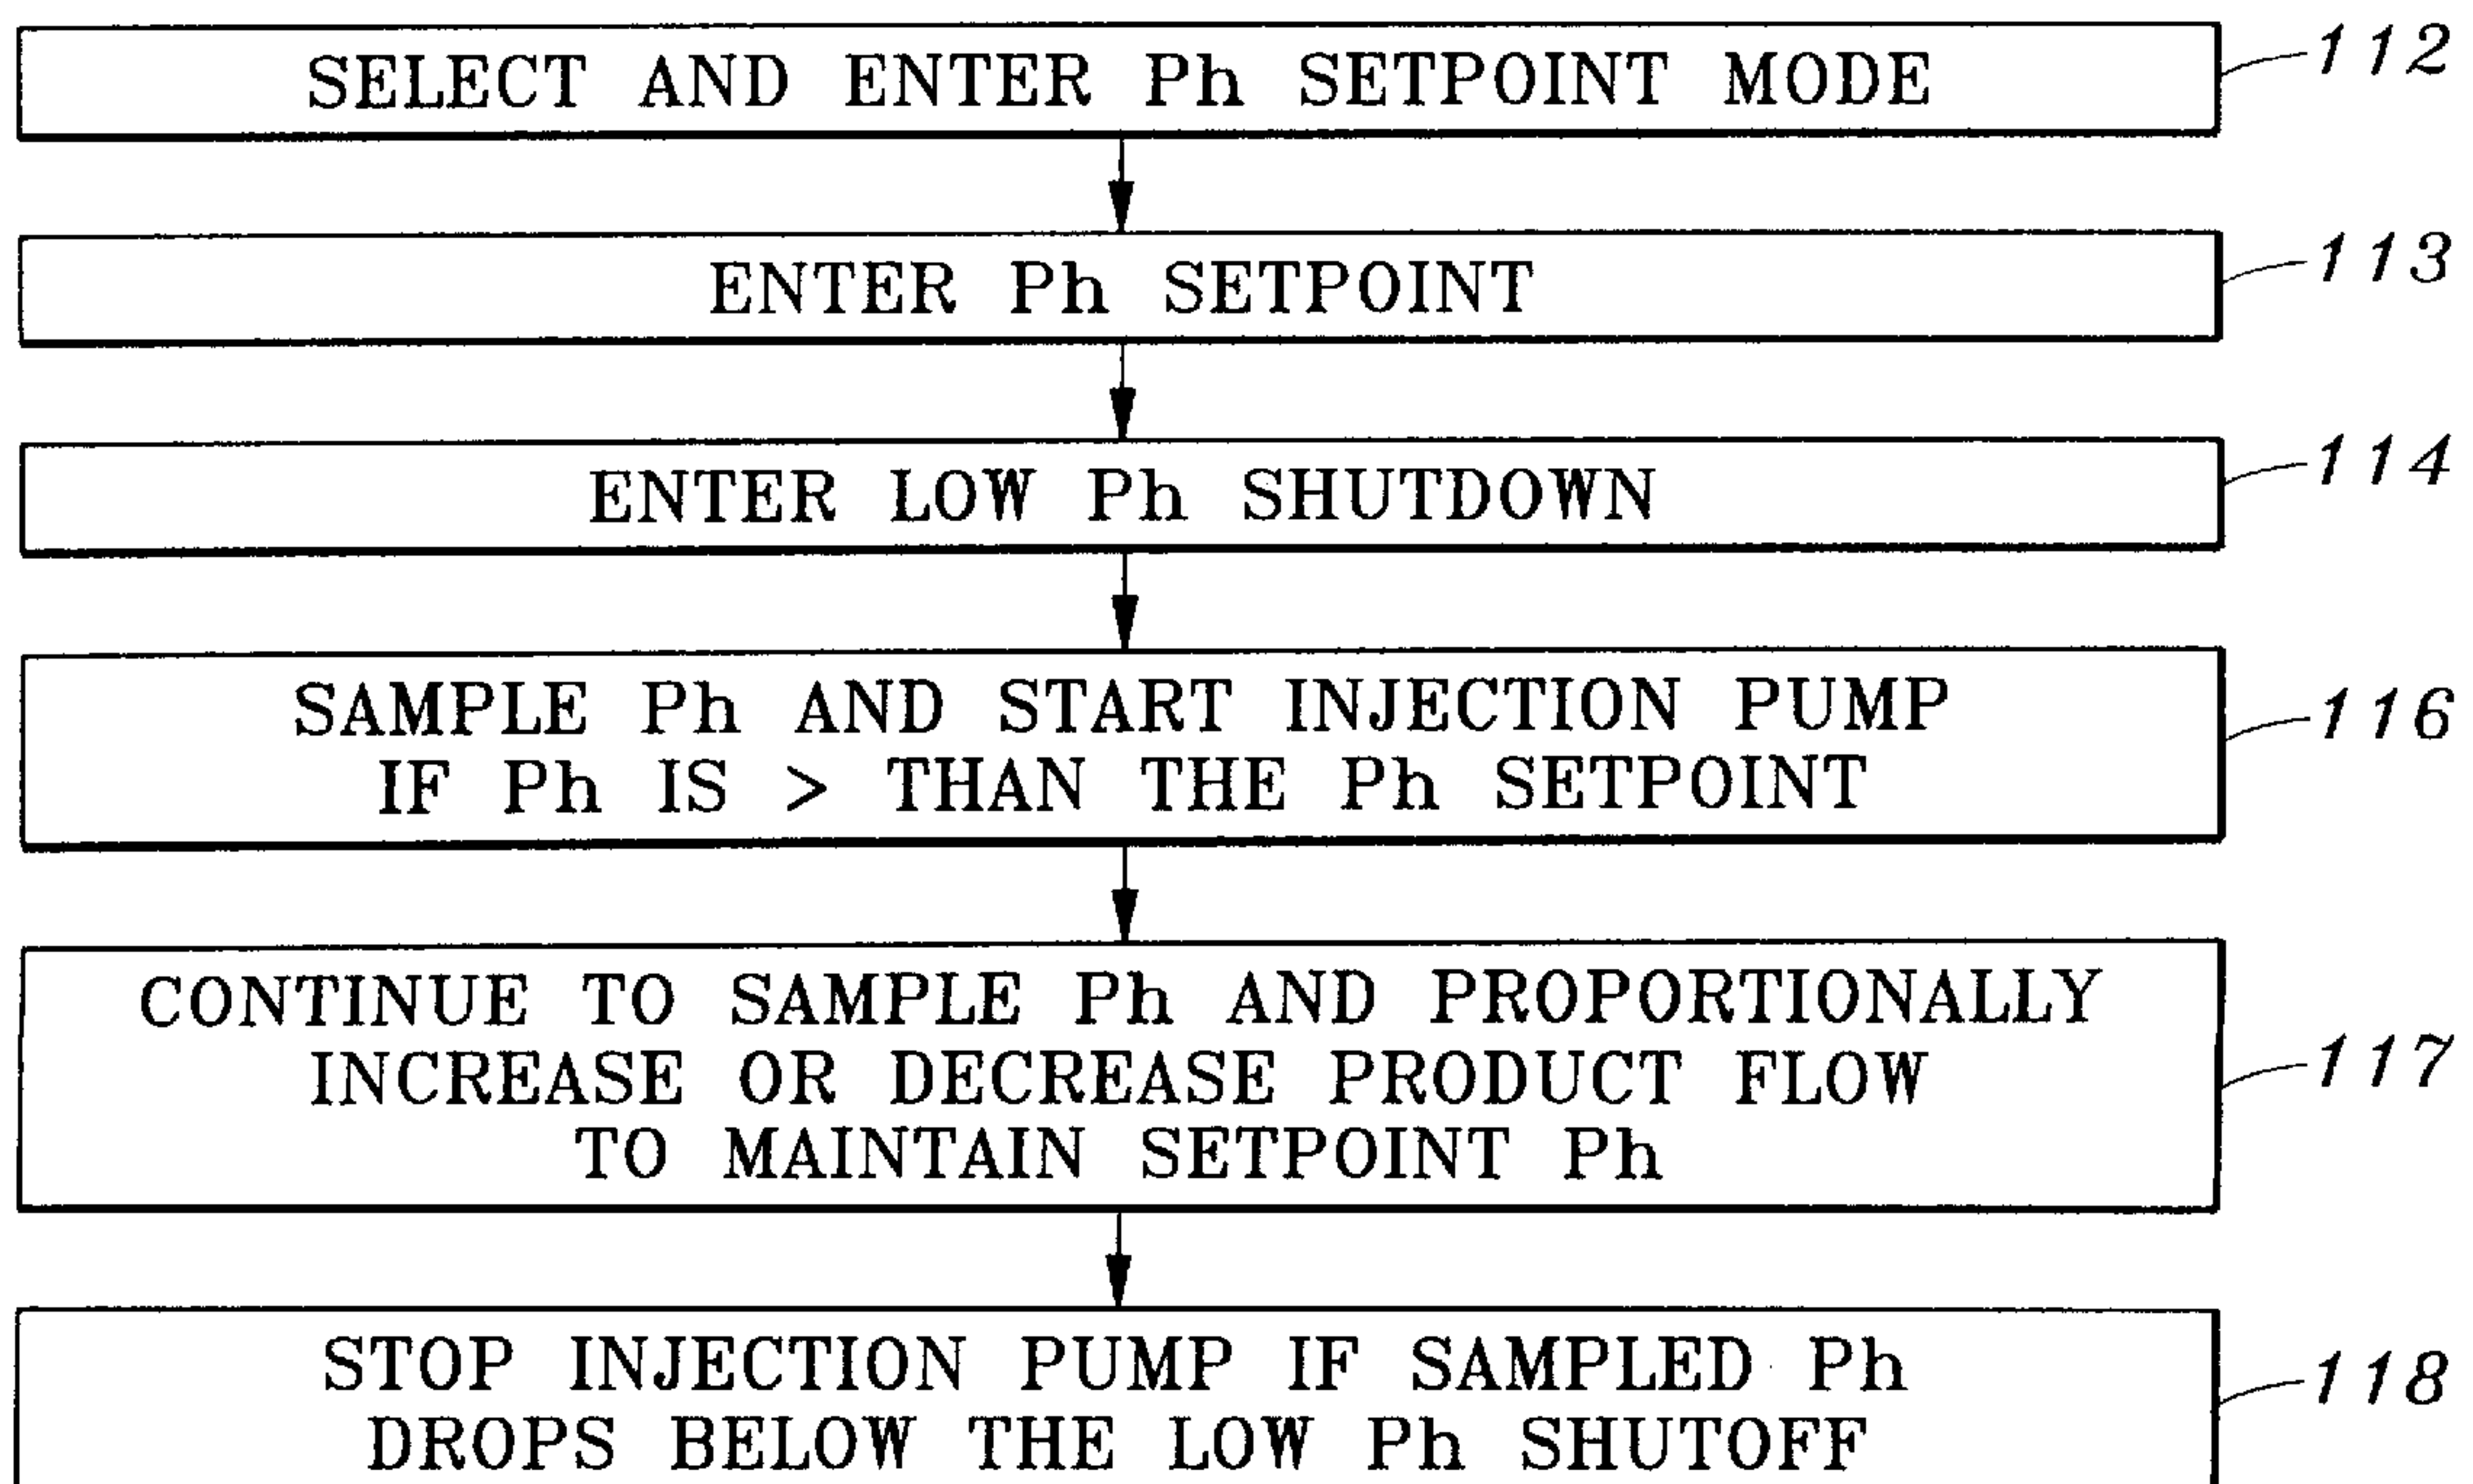 SELECT AND ENTER Ph SETPOINT MODE
112
ENTER Ph SETPOINT
113
ENTER LOW Ph SHUTDOWN
114
SAMPLE Ph AND START INJECTION PUMP
IF Ph IS > THAN THE Ph SETPOINT
116
CONTINUE TO SAMPLE Ph AND PROPORTIONALLY
INCREASE OR DECREASE PRODUCT FLOW
TO MAINTAIN SETPOINT Ph
117
STOP INJECTION PUMP IF SAMPLED Ph
DROPS BELOW THE LOW Ph SHUTOFF
118